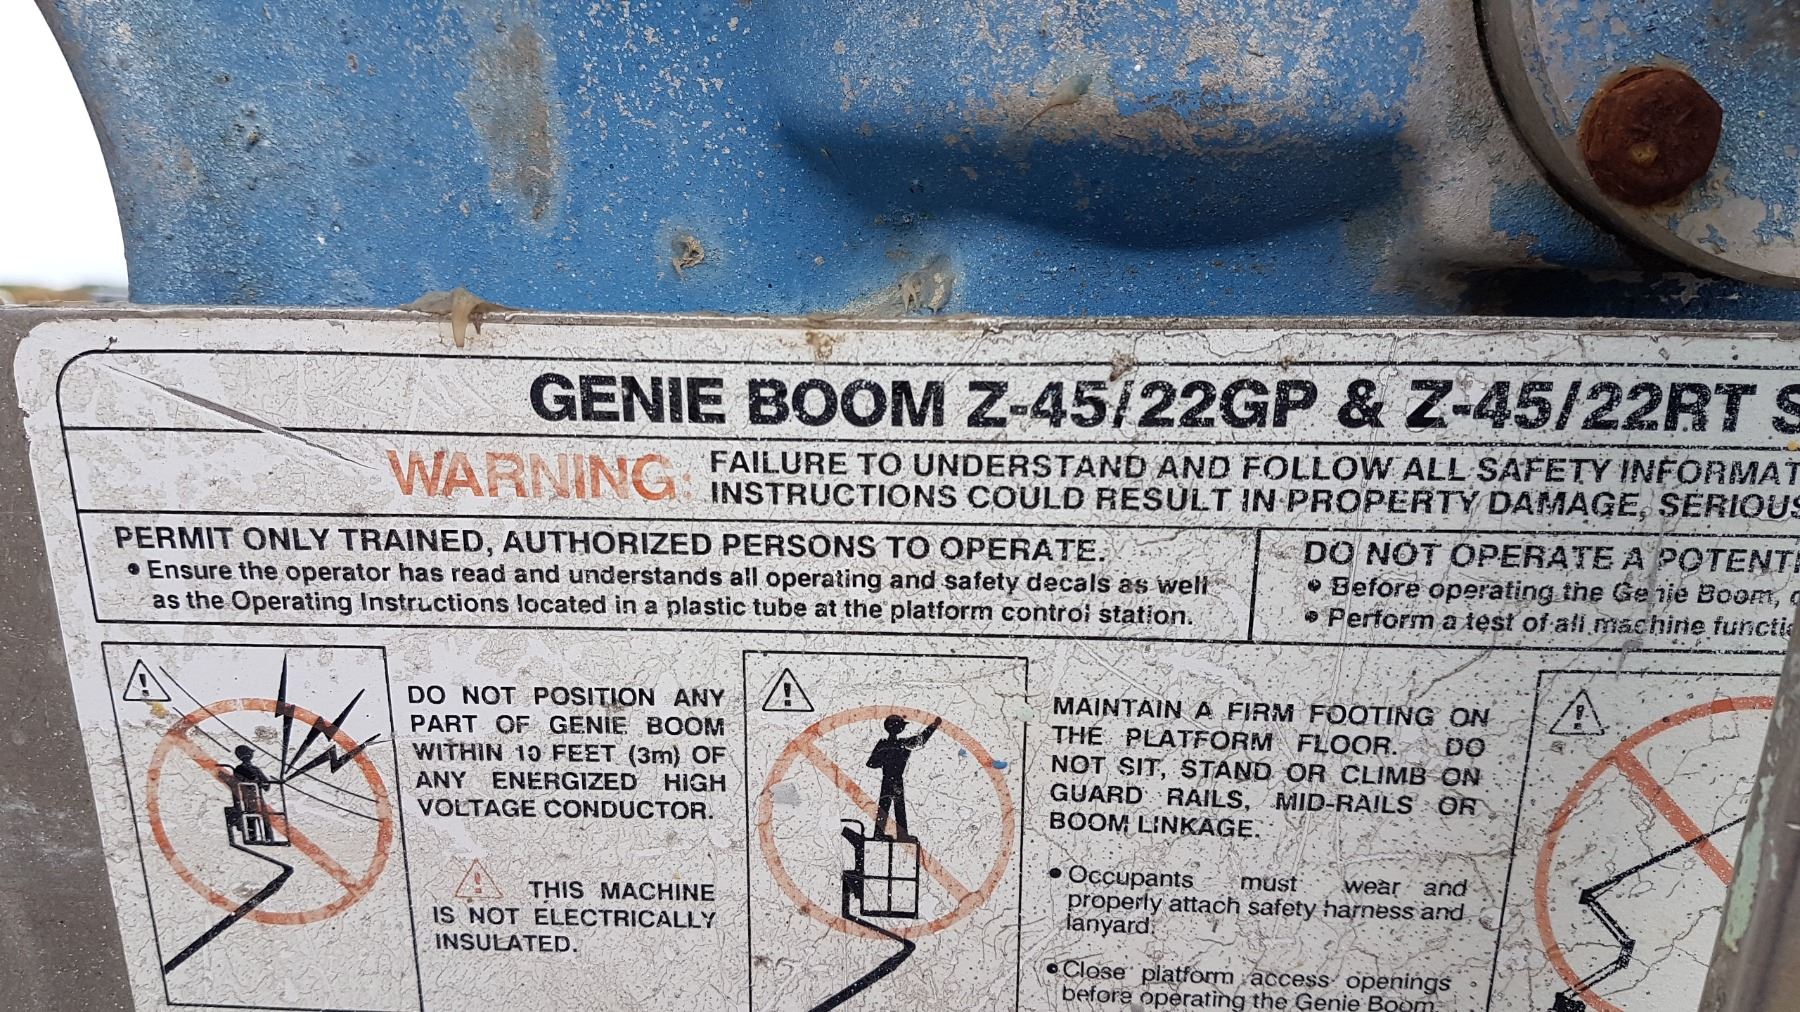 GENIE BOOM Z-45/22GP & Z-45/22RT S
WARNING: FAILURE TO UNDERSTAND AND FOLLOW ALL SAFETY INFORMAT
INSTRUCTIONS COULD RESULT IN PROPERTY DAMAGE, SERIOUS
PERMIT ONLY TRAINED, AUTHORIZED PERSONS TO OPERATE.
• Ensure the operator has read and understands all operating and safety decals as well
as the Operating Instructions located in a plastic tube at the platform control station.
DO NOT OPERATE A POTENTI
• Before operating the Genie Boom,
• Perform a test of all machine functi
DO NOT POSITION ANY
PART OF GENIE BOOM
WITHIN 10 FEET (3m) OF
ANY ENERGIZED HIGH
VOLTAGE CONDUCTOR.
THIS MACHINE
IS NOT ELECTRICALLY
INSULATED.
MAINTAIN A FIRM FOOTING ON
THE PLATFORM FLOOR. DO
NOT SIT, STAND OR CLIMB ON
GUARD RAILS, MID-RAILS OR
BOOM LINKAGE.
• Occupants must wear and
properly attach safety harness and
lanyard.
• Close platform access openings
before operating the Genie Boom.